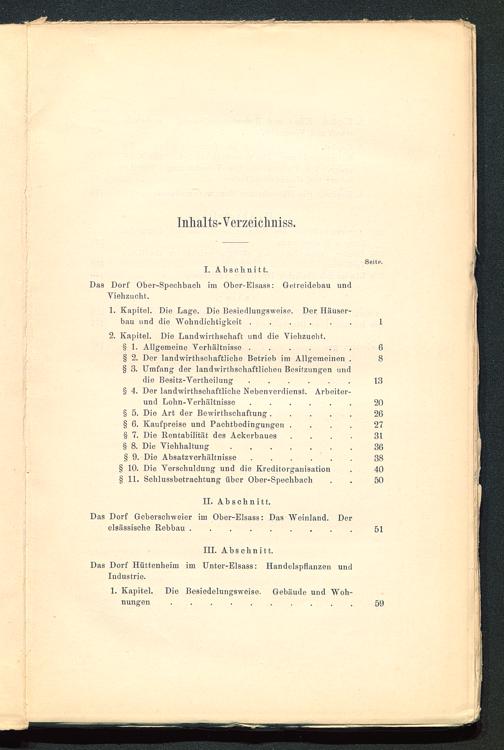 Inhalts-Verzeichniss.
Seite.
I. Abschnitt.
Das Dorf Ober-Spechbach im Ober-Elsass: Getreidebau und
Viehzucht.
1. Kapitel. Die Lage. Die Besiedlungsweise. Der Häuser-
bau und die Wohndichtigkeit . . . . . . 1
2. Kapitel. Die Landwirthschaft und die Viehzucht.
§ 1. Allgemeine Verhältnisse . . . . . . 6
§ 2. Der landwirthschaftliche Betrieb im Allgemeinen . 8
§ 3. Umfang der landwirthschaftlichen Besitzungen und
die Besitz-Vertheilung . . . . . . 13
§ 4. Der landwirthschaftliche Nebenverdienst. Arbeiter-
und Lohn-Verhältnisse . . . . . . 20
§ 5. Die Art der Bewirthschaftung . . . . . 26
§ 6. Kaufpreise und Pachtbedingungen . . . . 27
§ 7. Die Rentabilität des Ackerbaues . . . . 31
§ 8. Die Viehhaltung . . . . . . . 36
§ 9. Die Absatzverhältnisse . . . . . . 38
§ 10. Die Verschuldung und die Kreditorganisation . 40
§ 11. Schlussbetrachtung über Ober-Spechbach . . 50
II. Abschnitt.
Das Dorf Geberschweier im Ober-Elsass: Das Weinland. Der
elsässische Rebbau . . . . . . . . . 51
III. Abschnitt.
Das Dorf Hüttenheim im Unter-Elsass: Handelspflanzen und
Industrie.
1. Kapitel. Die Besiedelungsweise. Gebäude und Woh-
nungen . . . . . . . . . . 59